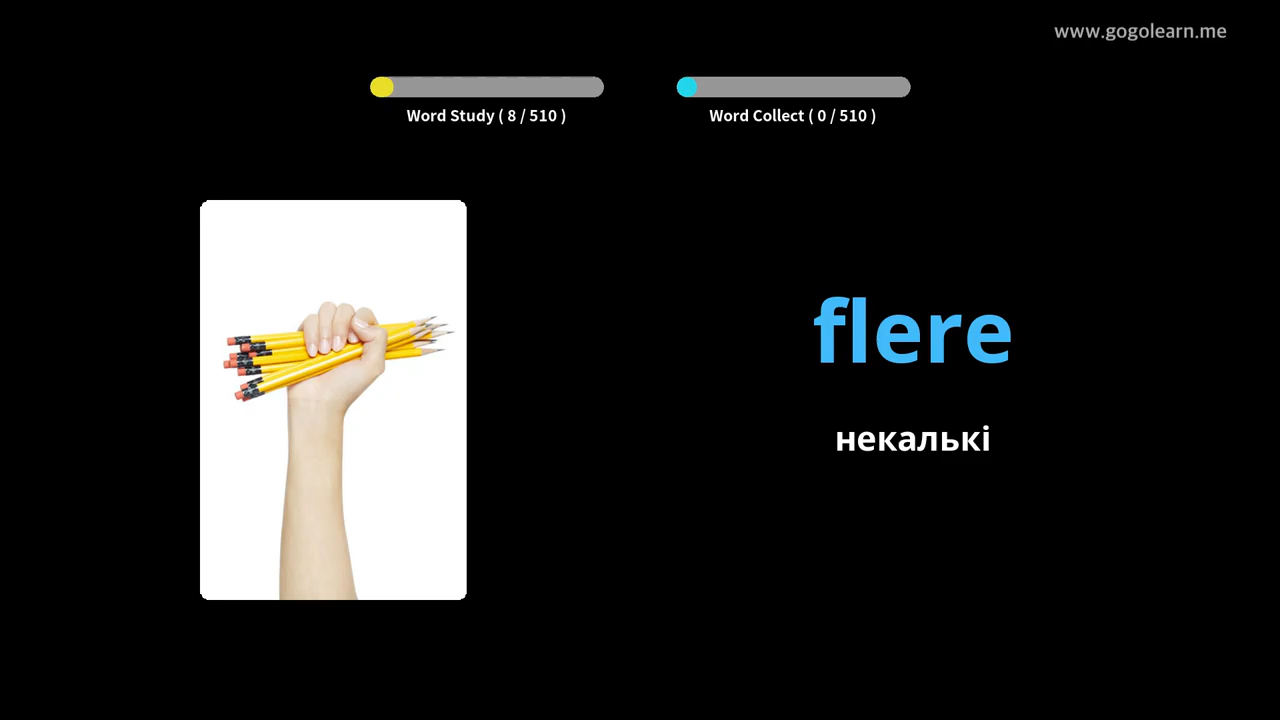 www.gogolearn.me
Word Study ( 8 / 510 )
Word Collect ( 0 / 510 )
flere
некалькі